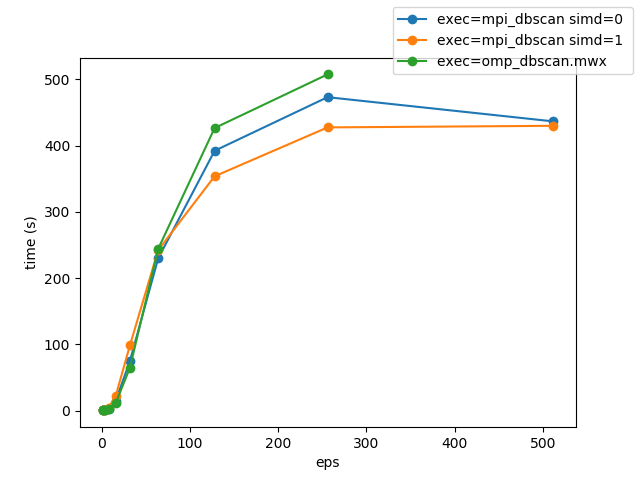 exec=mpi_dbscan simd=0
exec=mpi_dbscan simd=1
exec=omp_dbscan.mwx
500
400
300
200
100
0
time (s)
0 100 200 300 400 500
eps